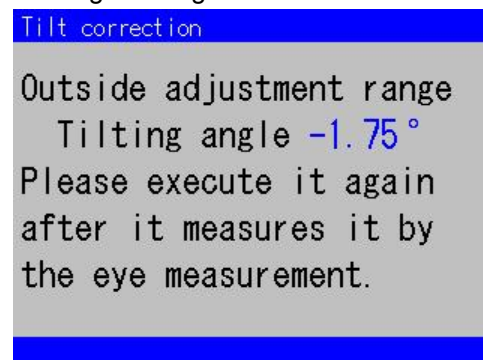 Tilt correction
Outside adjustment range
Tilting angle -1.75°
Please execute it again
after it measures it by
the eye measurement.